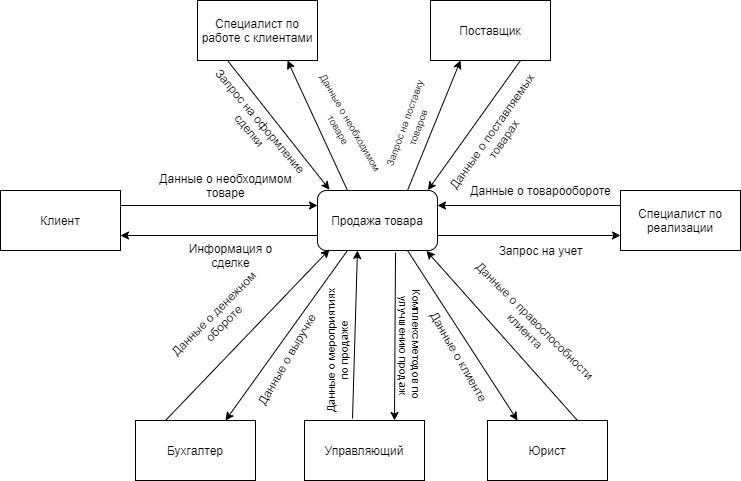 Специалист по
работе с клиентами
Поставщик
Запрос на оформление
сделки
Данные о необходимом
товаре
Запрос на поставку
товаров
Данные о поставляемых
товарах
Данные о необходимом
товаре
Данные о товарообороте
Клиент
Продажа товара
Специалист по
реализации
Информация о
сделке
Запрос на учет
Данные о денежном
обороте
Данные о выручке
Данные о мероприятиях
по продаже
Комплекс методов по
улучшению продаж
Данные о клиенте
Данные о правоспособности
клиента
Бухгалтер
Управляющий
Юрист